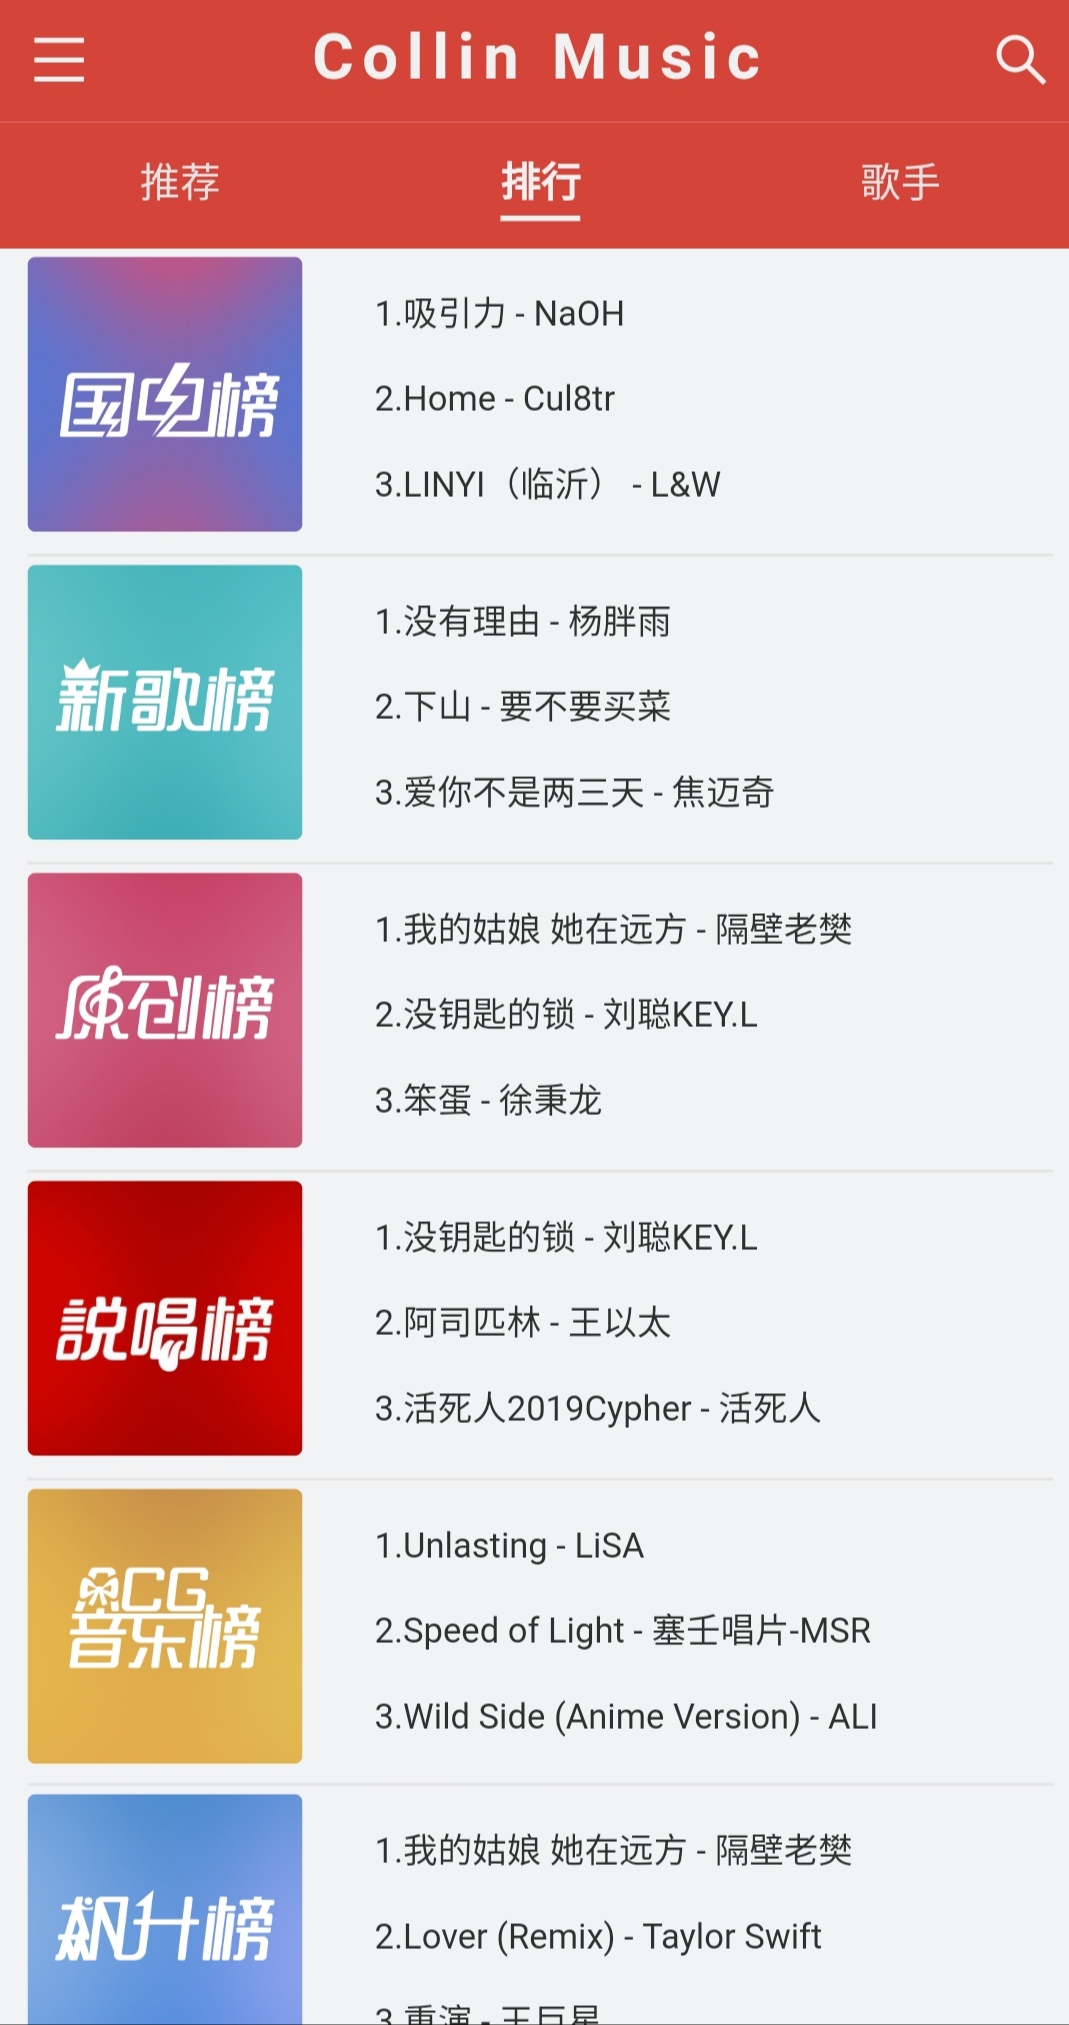 Collin Music
推荐 排行 歌手
国电榜
1.吸引力 - NaOH
2.Home - Cul8tr
3.LINYI（临沂） - L&W
新歌榜
1.没有理由 - 杨胖雨
2.下山 - 要不要买菜
3.爱你不是两三天 - 焦迈奇
原创榜
1.我的姑娘 她在远方 - 隔壁老樊
2.没钥匙的锁 - 刘聪KEY.L
3.笨蛋 - 徐秉龙
説唱榜
1.没钥匙的锁 - 刘聪KEY.L
2.阿司匹林 - 王以太
3.活死人2019Cypher - 活死人
ACG
音乐榜
1.Unlasting - LiSA
2.Speed of Light - 塞壬唱片-MSR
3.Wild Side (Anime Version) - ALI
飙升榜
1.我的姑娘 她在远方 - 隔壁老樊
2.Lover (Remix) - Taylor Swift
3.重演 - 王巨星